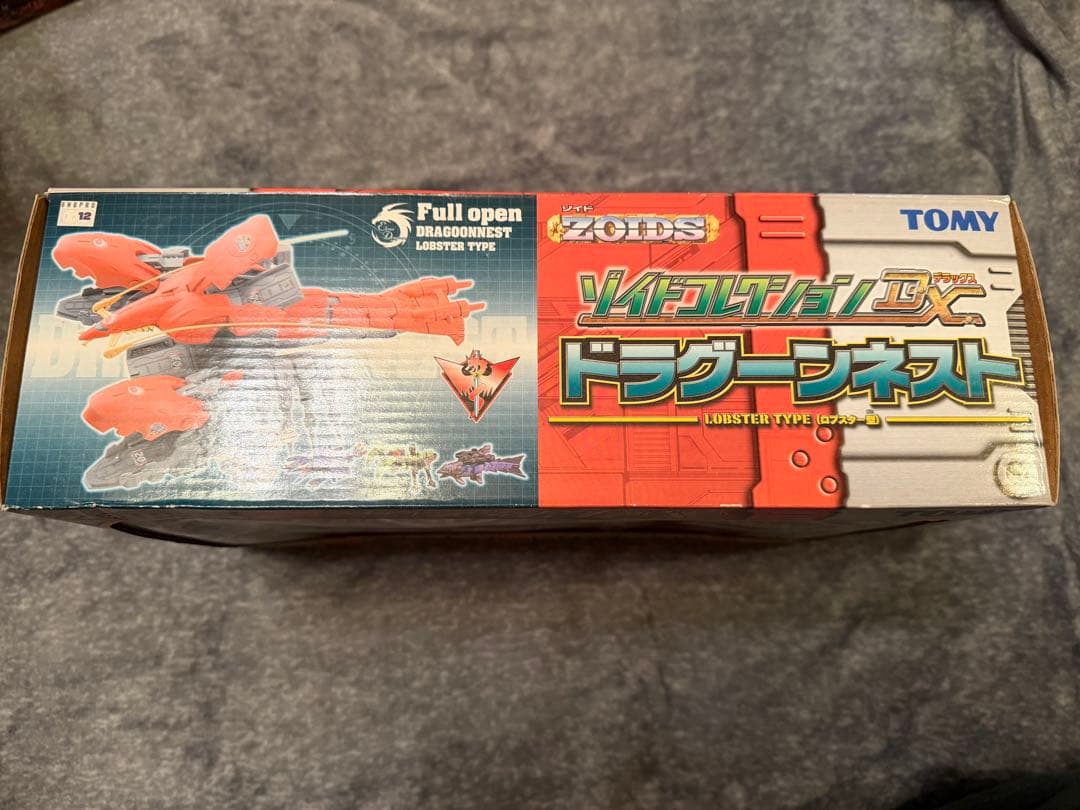 12
Full open
DRAGOONNEST
LOBSTER TYPE
ゾイド
ZOIDS
TOMY
ゾイドコレクションDX
デラックス
ドラグーンネスト
LOBSTER TYPE (ロブスター型)